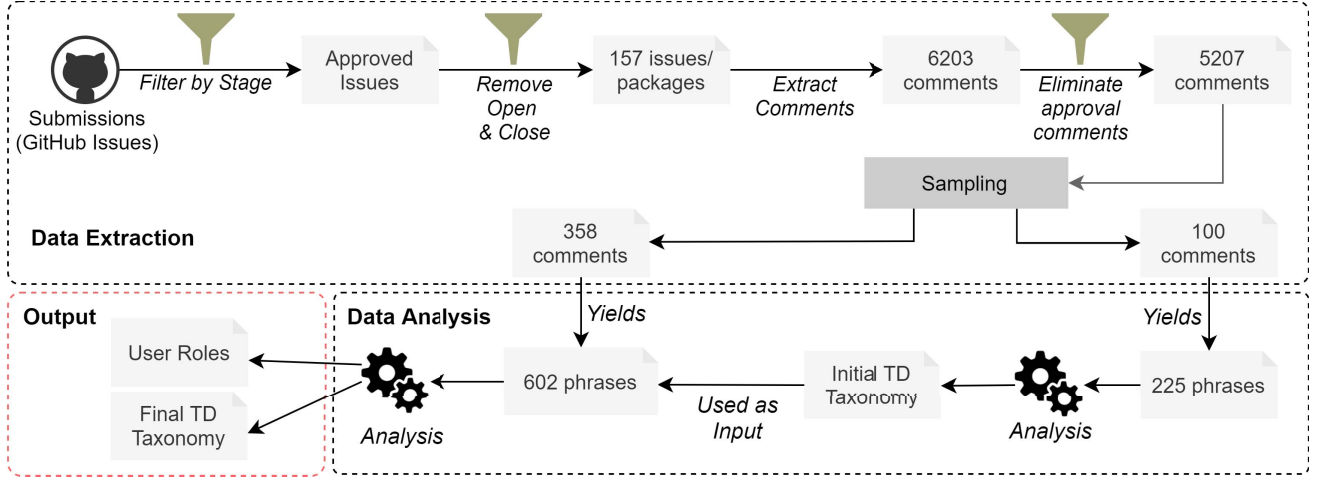 Submissions
(GitHub Issues)
Filter by Stage
Approved
Issues
Remove
Open
& Close
157 issues/
packages
Extract
Comments
6203
comments
Eliminate
approval
comments
5207
comments
Sampling
Data Extraction
358
comments
100
comments
Output
Data Analysis
Yields
Yields
User Roles
Final TD
Taxonomy
Analysis
602 phrases
Used as
Input
Initial TD
Taxonomy
Analysis
225 phrases